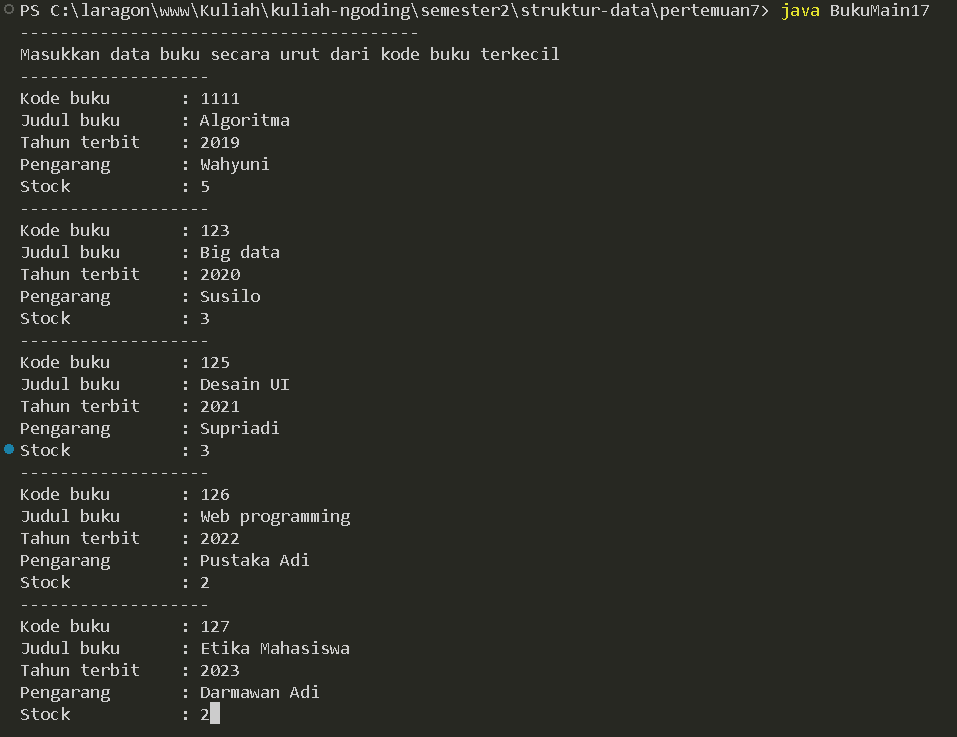 PS C:\laragon\www\Kuliah\kuliah-ngoding\semester2\struktur-data\pertemuan7> java BukuMain17
----------------------------------------
Masukkan data buku secara urut dari kode buku terkecil
-------------------
Kode buku : 1111
Judul buku : Algoritma
Tahun terbit : 2019
Pengarang : Wahyuni
Stock : 5
-------------------
Kode buku : 123
Judul buku : Big data
Tahun terbit : 2020
Pengarang : Susilo
Stock : 3
-------------------
Kode buku : 125
Judul buku : Desain UI
Tahun terbit : 2021
Pengarang : Supriadi
Stock : 3
-------------------
Kode buku : 126
Judul buku : Web programming
Tahun terbit : 2022
Pengarang : Pustaka Adi
Stock : 2
-------------------
Kode buku : 127
Judul buku : Etika Mahasiswa
Tahun terbit : 2023
Pengarang : Darmawan Adi
Stock : 2